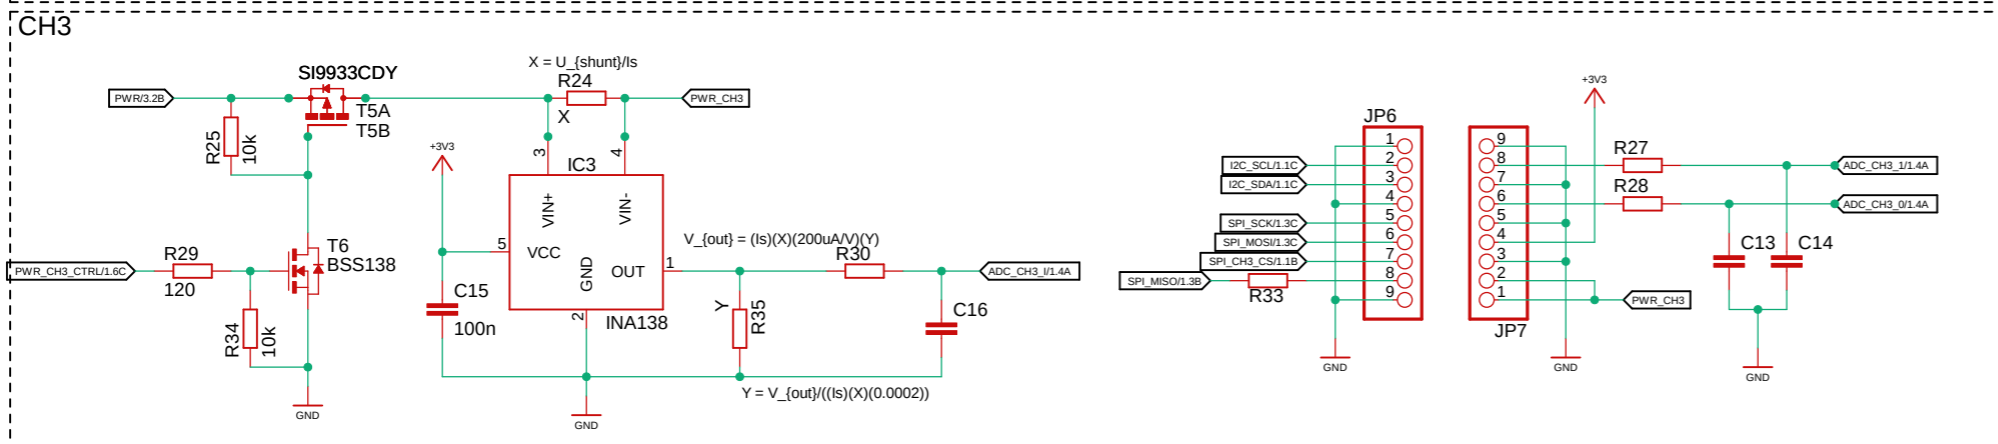 CH3
X = U_{shunt}/Is
SI9933CDY
R24
PWR/3.2B
T5A
T5B
X
PWR_CH3
R25
10k
+3V3
IC3
3
4
VIN+
VIN-
5
VCC
GND
OUT
1
2
INA138
V_{out} = (Is)(X)(200uA/V)(Y)
R30
ADC_CH3_I/1.4A
PWR_CH3_CTRL/1.6C
R29
120
T6
BSS138
R34
10k
GND
C15
100n
Y
R35
C16
Y = V_{out}/((Is)(X)(0.0002))
GND
JP6
1
2
3
4
5
6
7
8
9
I2C_SCL/1.1C
I2C_SDA/1.1C
SPI_SCK/1.3C
SPI_MOSI/1.3C
SPI_CH3_CS/1.1B
SPI_MISO/1.3B
R33
GND
+3V3
9
8
7
6
5
4
3
2
1
JP7
R27
R28
ADC_CH3_1/1.4A
ADC_CH3_0/1.4A
C13
C14
PWR_CH3
GND
GND